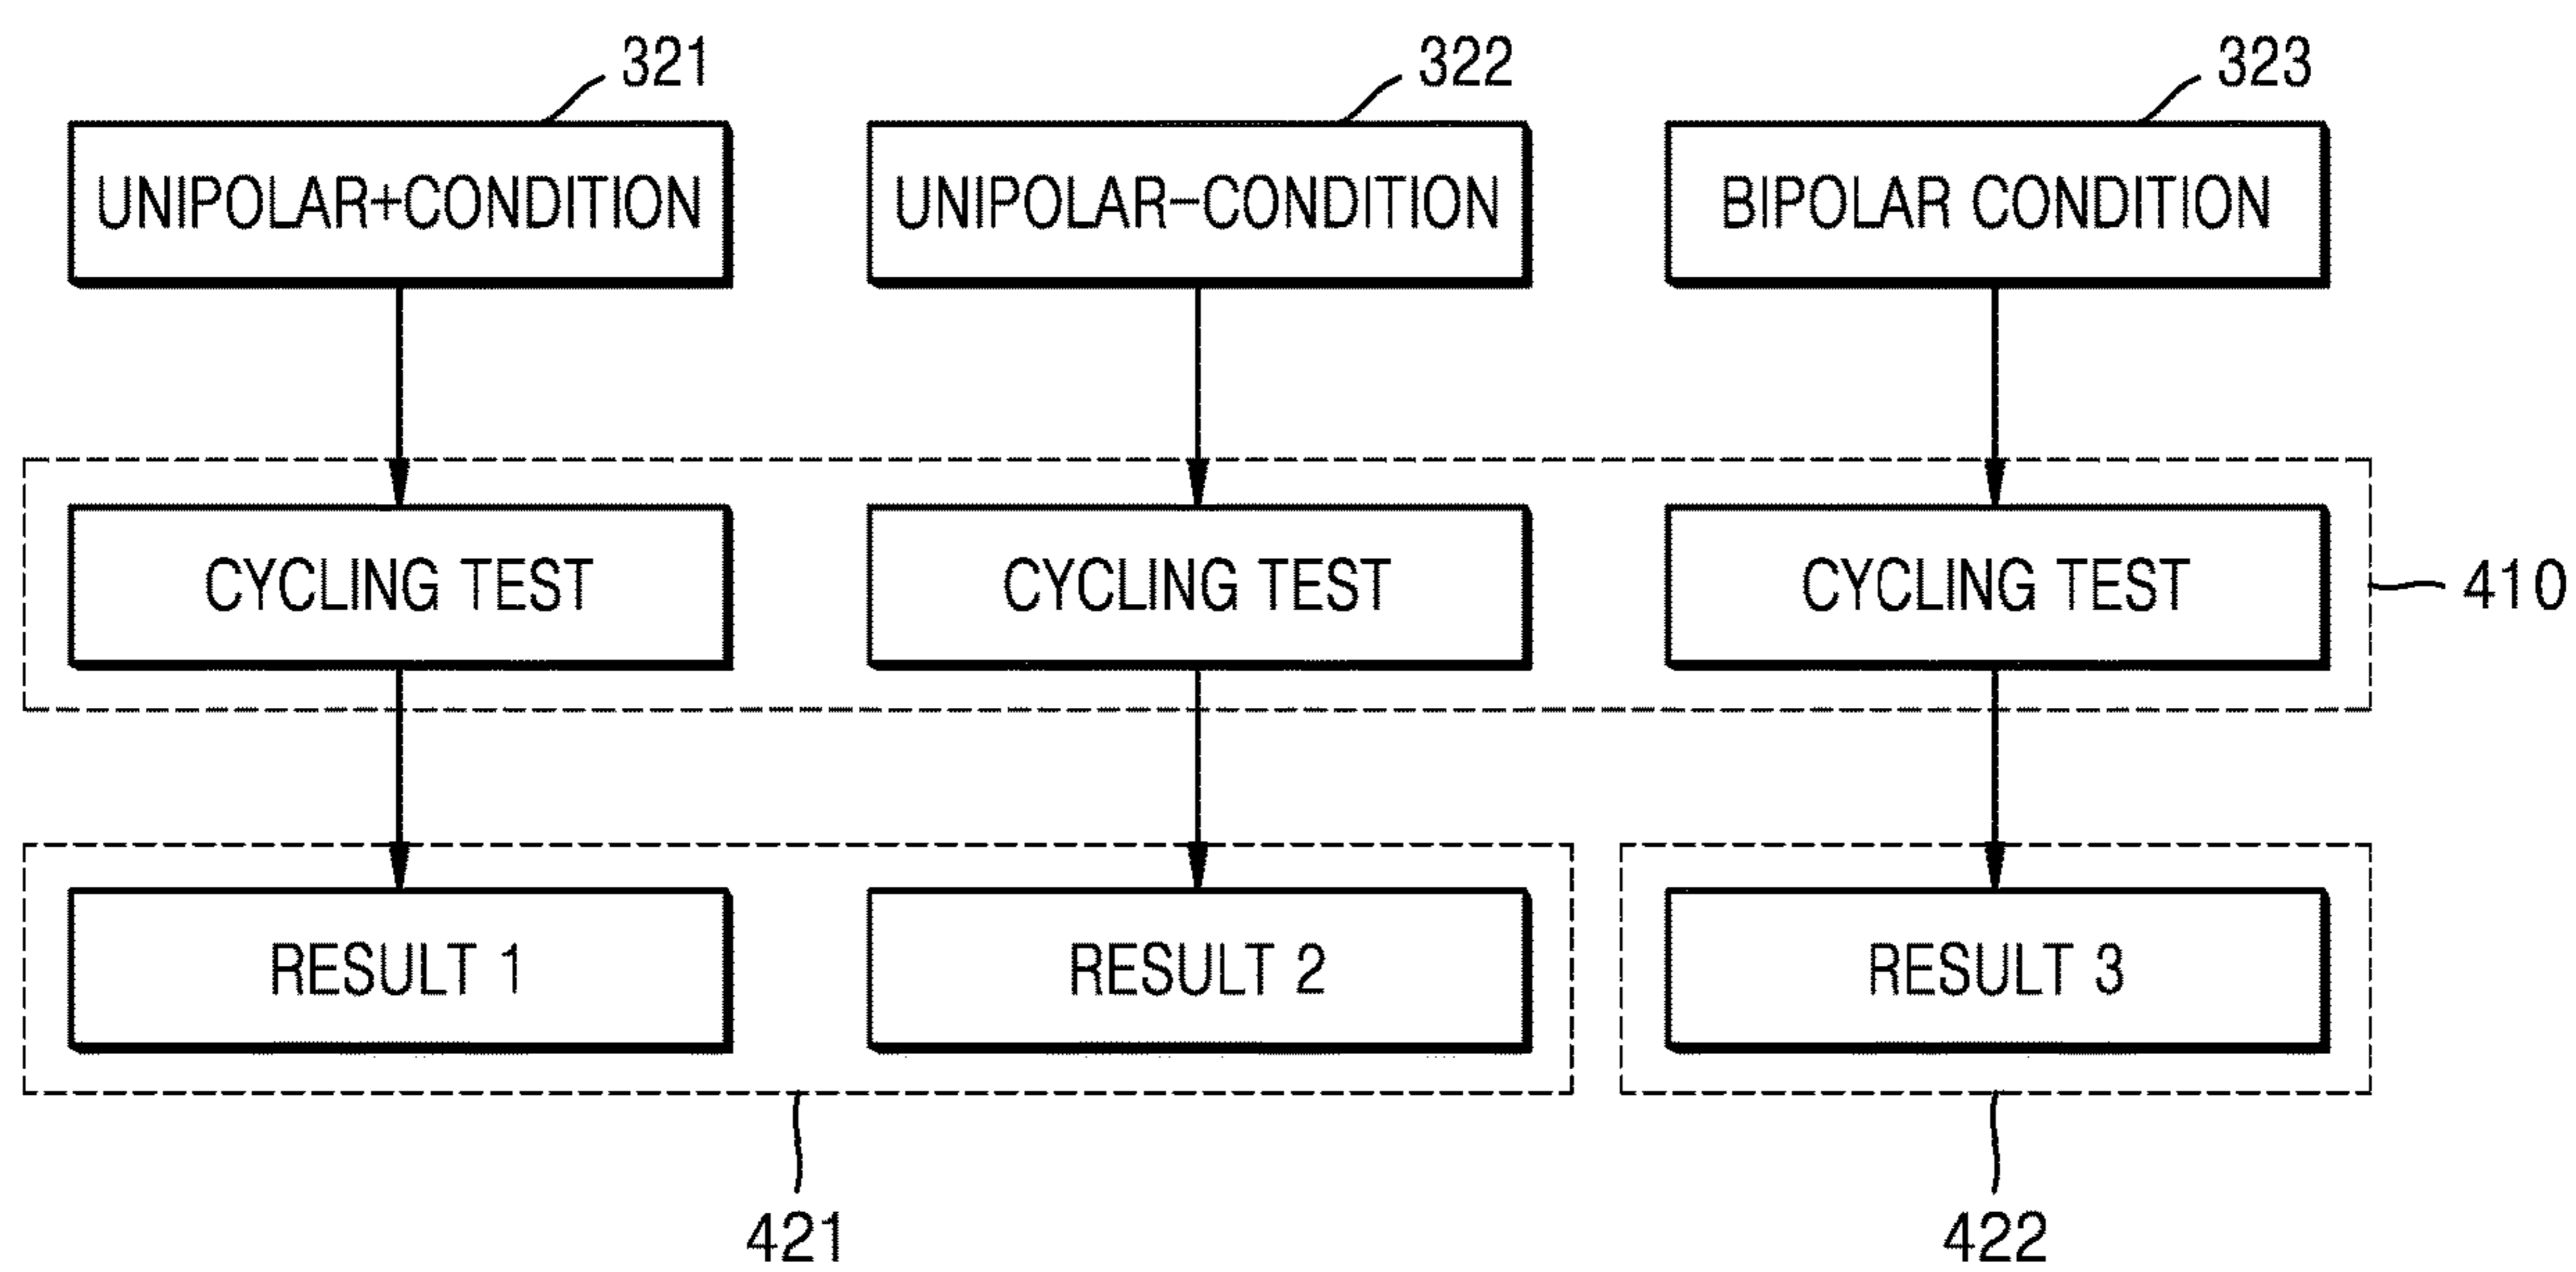 321 322 323
UNIPOLAR+CONDITION UNIPOLAR-CONDITION BIPOLAR CONDITION
CYCLING TEST CYCLING TEST CYCLING TEST 410
RESULT 1 RESULT 2 RESULT 3
421 422